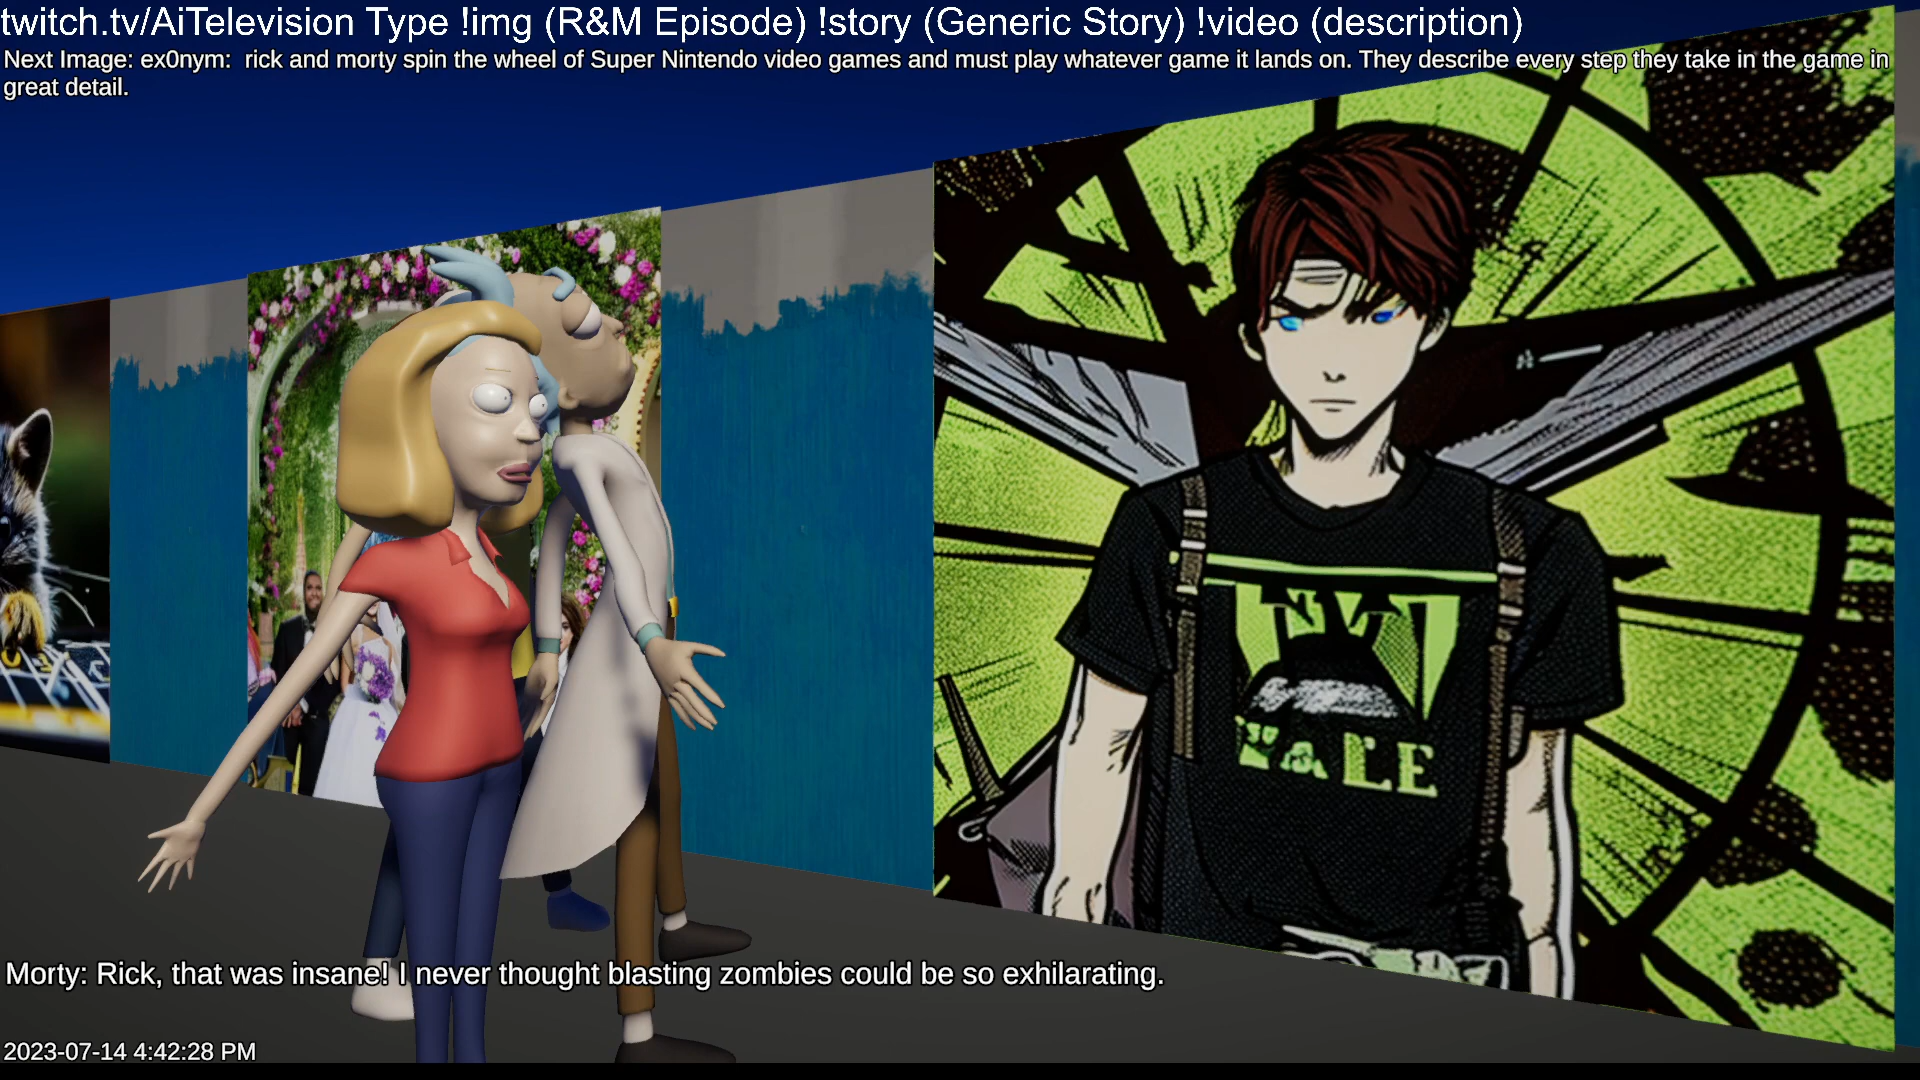 twitch.tv/AiTelevision Type !img (R&M Episode) !story (Generic Story) !video (description)
Next Image: ex0nym:  rick and morty spin the wheel of Super Nintendo video games and must play whatever game it lands on. They describe every step they take in the game in
great detail.
Morty: Rick, that was insane! I never thought blasting zombies could be so exhilarating.
2023-07-14 4:42:28 PM